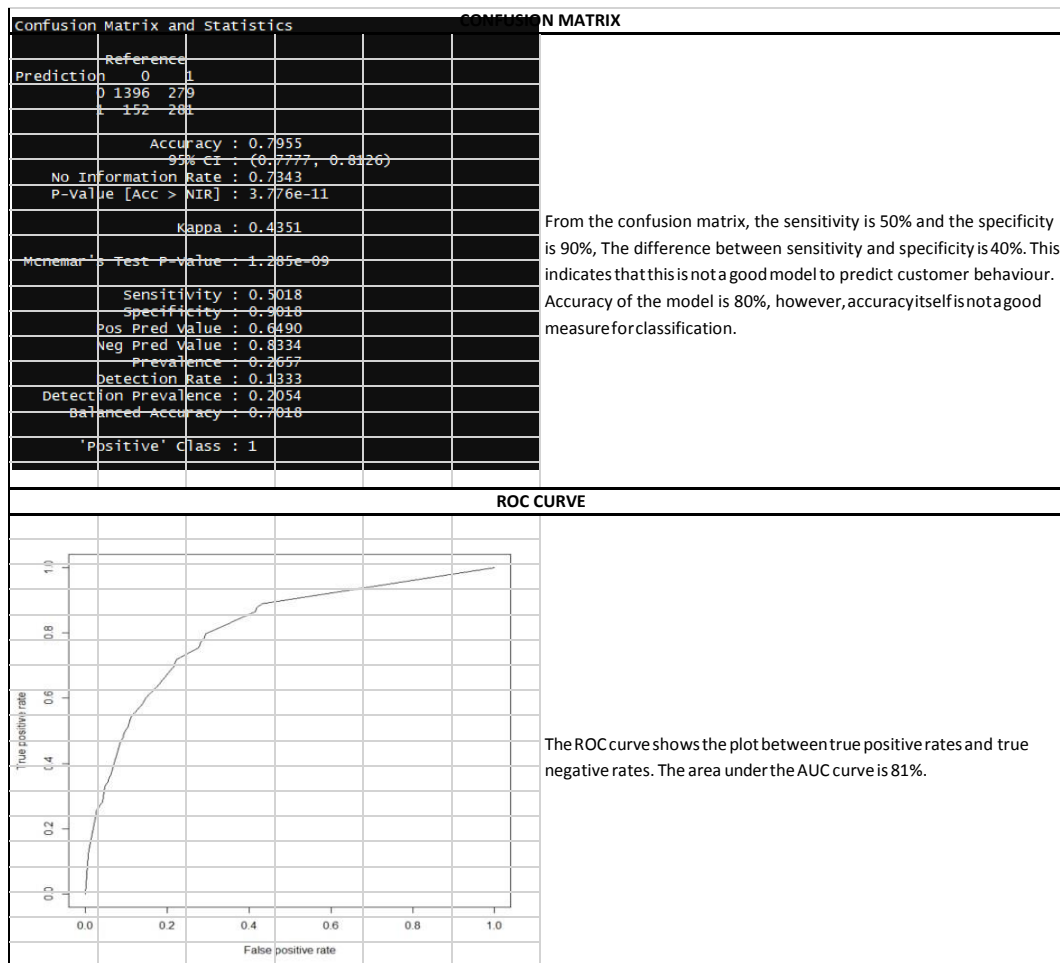 CONFUSION MATRIX
Confusion Matrix and Statistics
Reference
Prediction 0 1
0 1396 279
1 152 281
Accuracy : 0.7955
95% CI : (0.7777, 0.8126)
No Information Rate : 0.7343
P-Value [Acc > NIR] : 3.776e-11
Kappa : 0.4351
Mcnemar's Test P-Value : 1.285e-09
Sensitivity : 0.5018
Specificity : 0.9018
Pos Pred Value : 0.6490
Neg Pred Value : 0.8334
Prevalence : 0.2657
Detection Rate : 0.1333
Detection Prevalence : 0.2054
Balanced Accuracy : 0.7018
'Positive' Class : 1
From the confusion matrix, the sensitivity is 50% and the specificity
is 90%, The difference between sensitivity and specificity is 40%. This
indicates that this is not a good model to predict customer behaviour.
Accuracy of the model is 80%, however, accuracy itself is not a good
measure for classification.
ROC CURVE
True positive rate
1.0
0.8
0.6
0.4
0.2
0.0
0.0 0.2 0.4 0.6 0.8 1.0
False positive rate
The ROC curve shows the plot between true positive rates and true
negative rates. The area under the AUC curve is 81%.